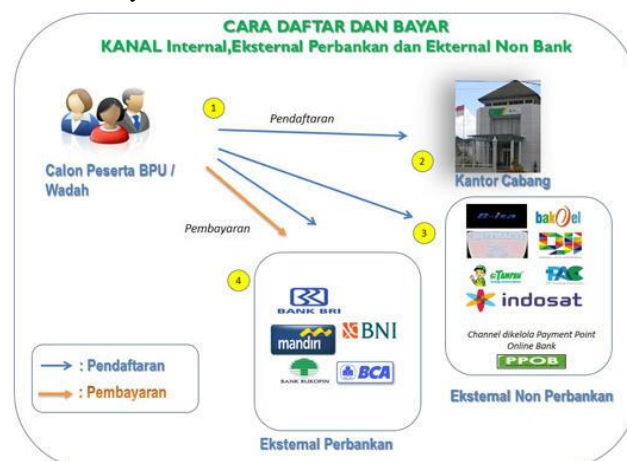 CARA DAFTAR DAN BAYAR
KANAL Internal,Eksternal Perbankan dan Ekternal Non Bank
1
Pendaftaran
Calon Peserta BPU /
Wadah
2
Kantor Cabang
Pembayaran
3
bakoel
indosat
Channel dikelola Payment Point
Online Bank
PPOB
Eksternal Non Perbankan
4
BANK BRI
mandiri
BNI
BANK BUKOPIN
BCA
Eksternal Perbankan
: Pendaftaran
: Pembayaran